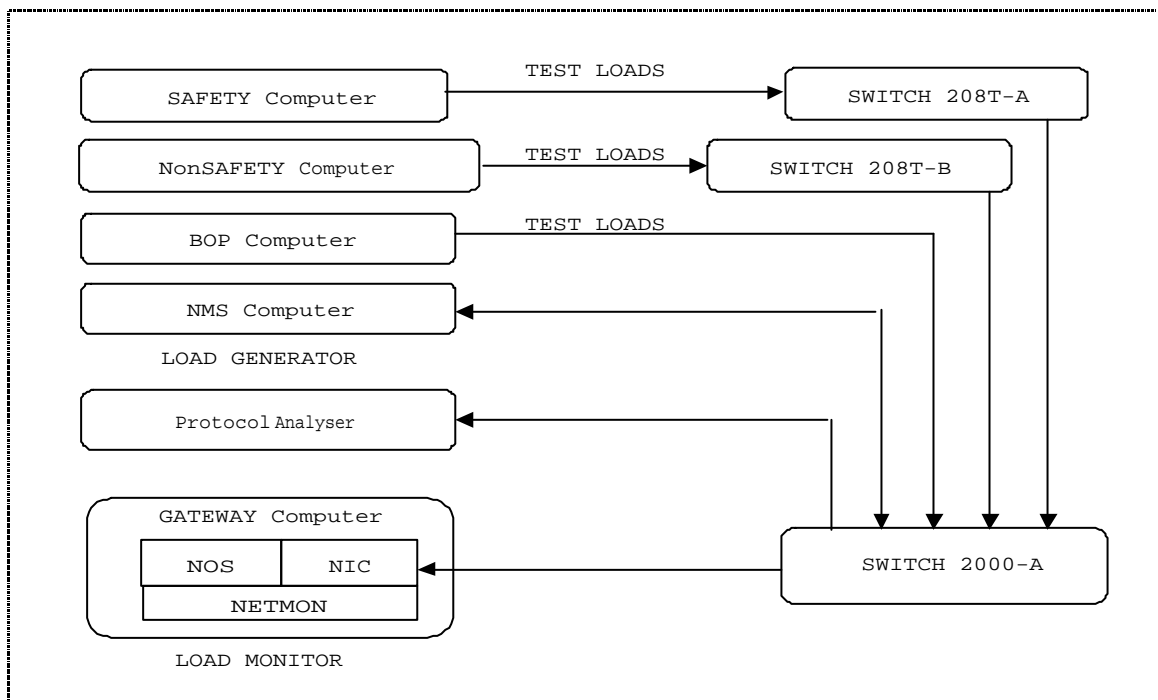 TEST LOADS
SAFETY Computer
SWITCH 208T-A
TEST LOADS
NonSAFETY Computer
SWITCH 208T-B
TEST LOADS
BOP Computer
NMS Computer
LOAD GENERATOR
Protocol Analyser
GATEWAY Computer
NOS
NIC
SWITCH 2000-A
NETMON
LOAD MONITOR